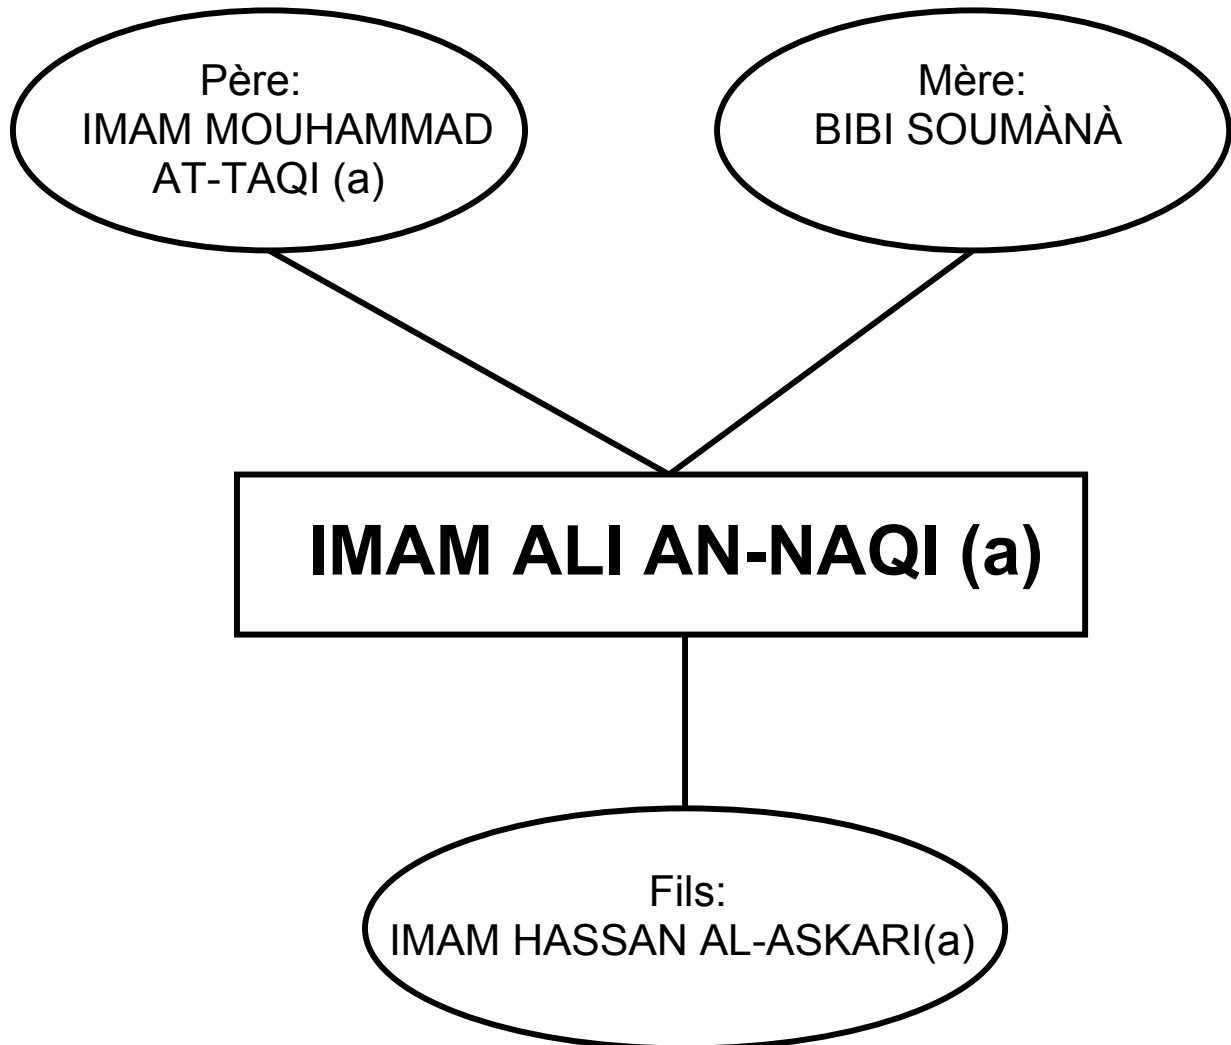 Père:
IMAM MOUHAMMAD
AT-TAQI (a)
Mère:
BIBI SOUMÀNÀ
IMAM ALI AN-NAQI (a)
Fils:
IMAM HASSAN AL-ASKARI(a)